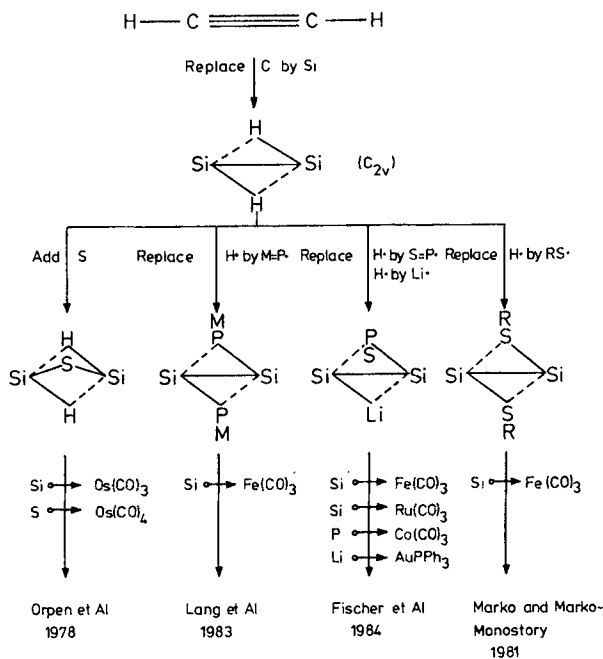 H—C≡C—H
Replace C by Si
H
Si Si (C2v)
H
Add S
Replace H• by M≡P•
Replace H• by S=P•
H• by Li•
Replace H• by RS•
H
S
Si Si
H
M
P
Si Si
P
M
P
S
Si Si
Li
R
S
Si Si
S
R
Si Os(CO)3
S Os(CO)4
Si Fe(CO)3
Si Fe(CO)3
Si Ru(CO)3
P Co(CO)3
Li AuPPh3
Si Fe(CO)3
Orpen et Al
1978
Lang et Al
1983
Fischer et Al
1984
Marko and Marko-
Monostory
1981